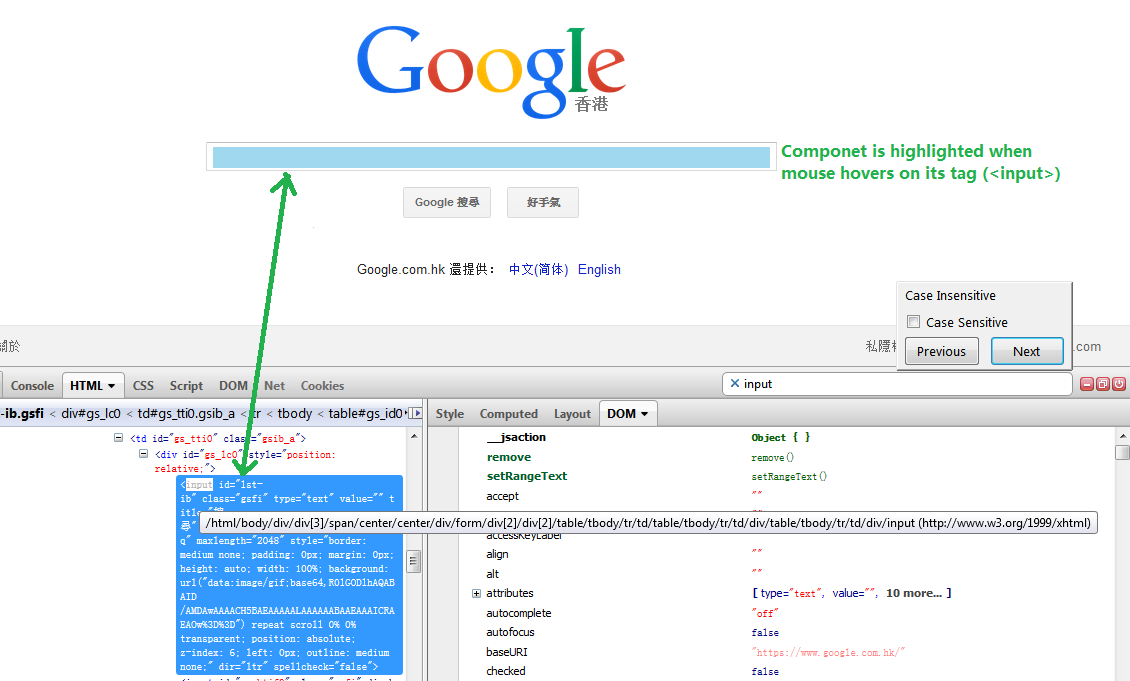 Google
香港
Componet is highlighted when
mouse hovers on its tag (<input>)
Google 搜尋
好手氣
Google.com.hk 還提供： 中文(简体) English
Case Insensitive
Case Sensitive
Previous
Next
私隱
.com
Console
HTML
CSS
Script
DOM
Net
Cookies
input
-ib.gsfi < div#gs_lc0 < td#gs_tti0.gsib_a < tr < tbody < table#gs_id0
Style
Computed
Layout
DOM
<td id="gs_tti0" class="gsib_a">
<div id="gs_lc0" style="position:
relative;">
<input id="lst-
ib" class="gsfi" type="text" value="" t
itle="搜
尋"
/html/body/div/div[3]/span/center/center/div/form/div[2]/div[2]/table/tbody/tr/td/table/tbody/tr/td/div/table/tbody/tr/td/div/input (http://www.w3.org/1999/xhtml)
q" maxlength="2048" style="border:
medium none; padding: 0px; margin: 0px;
height: auto; width: 100%; background:
url("data:image/gif;base64,R0lGODlhAQAB
AID
/AMDAwAAAACH5BAEAAAAALAAAAAABAAEAAAICRA
EAOw%3D%3D") repeat scroll 0% 0%
transparent; position: absolute;
z-index: 6; left: 0px; outline: medium
none;" dir="ltr" spellcheck="false">
__jsaction Object { }
remove remove()
setRangeText setRangeText()
accept ""
accessKeyLabel
align ""
alt ""
attributes [ type="text", value="", 10 more... ]
autocomplete "off"
autofocus false
baseURI "https://www.google.com.hk/"
checked false